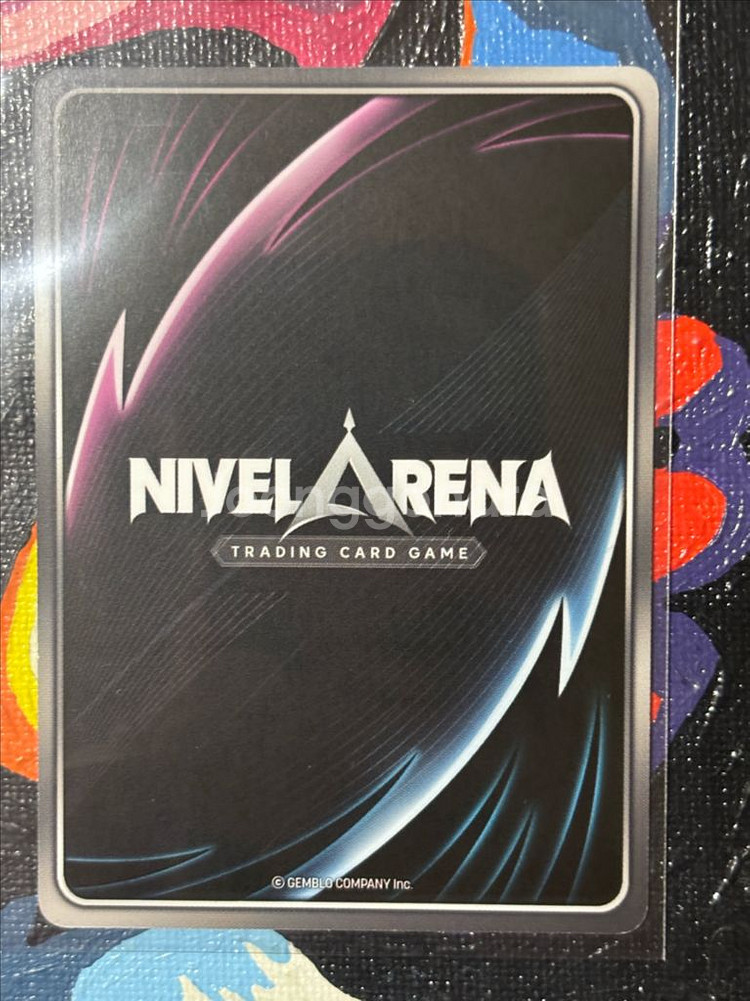 NIVEL ARENA
TRADING CARD GAME
© GEMBLO COMPANY Inc.